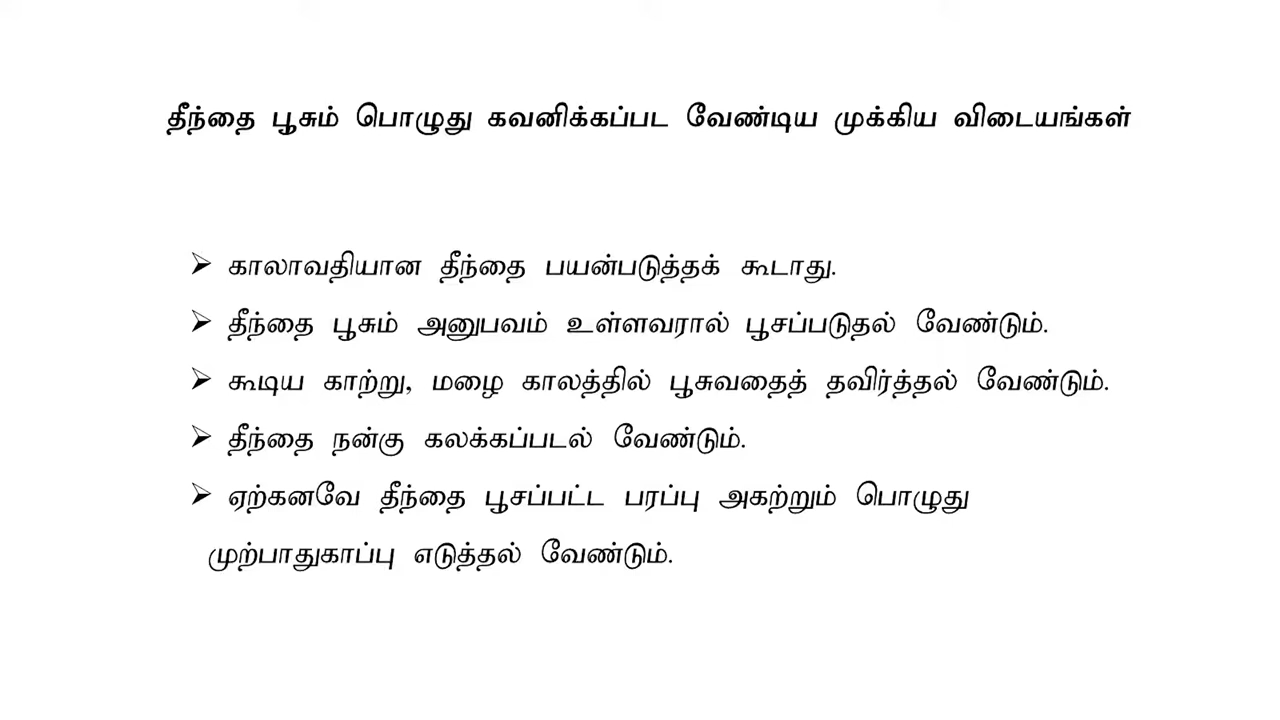 தீந்தை பூசும் பொழுது கவனிக்கப்பட வேண்டிய முக்கிய விடையங்கள்
➢ காலாவதியான தீந்தை பயன்படுத்தக் கூடாது.
➢ தீந்தை பூசும் அனுபவம் உள்ளவரால் பூசப்படுதல் வேண்டும்.
➢ கூடிய காற்று, மழை காலத்தில் பூசுவதைத் தவிர்த்தல் வேண்டும்.
➢ தீந்தை நன்கு கலக்கப்படல் வேண்டும்.
➢ ஏற்கனவே தீந்தை பூசப்பட்ட பரப்பு அகற்றும் பொழுது
முற்பாதுகாப்பு எடுத்தல் வேண்டும்.